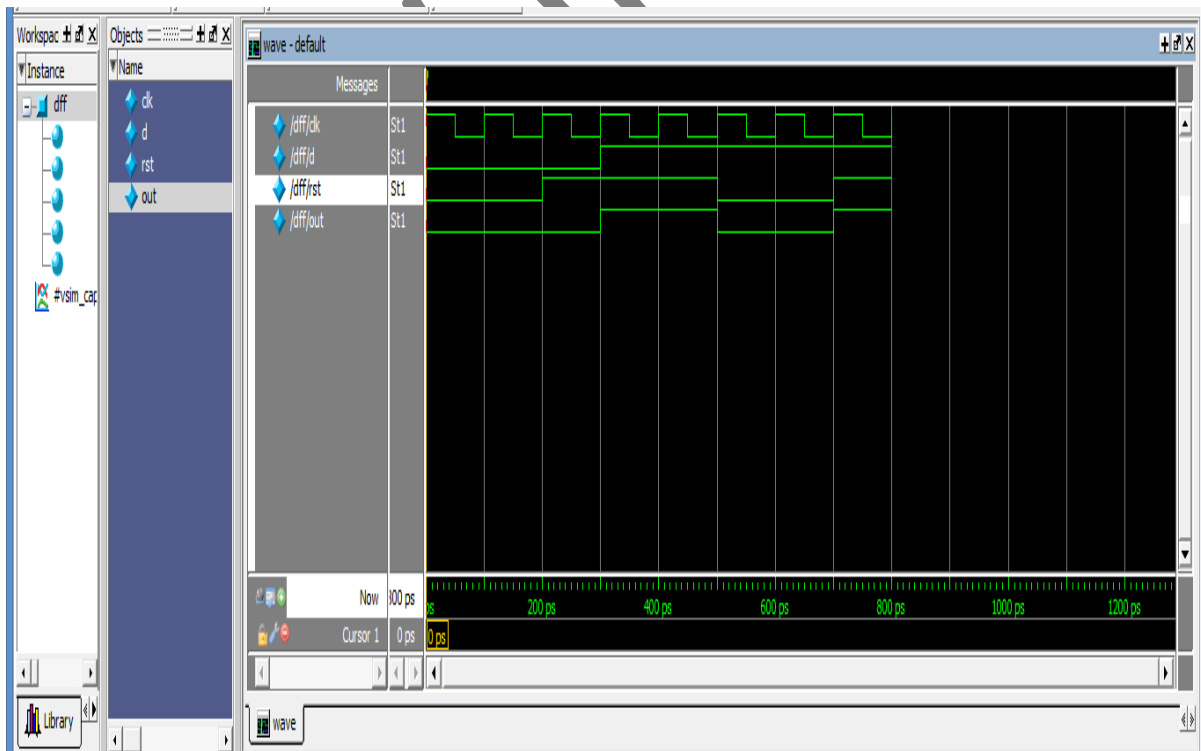 Workspac
Objects
wave - default
Instance
Name
Messages
dff
clk
d
rst
out
#vsim_cap
/dff/clk St1
/dff/d St1
/dff/rst St1
/dff/out St1
Now 800 ps
ps 200 ps 400 ps 600 ps 800 ps 1000 ps 1200 ps
Cursor 1 0 ps 0 ps
Library
wave